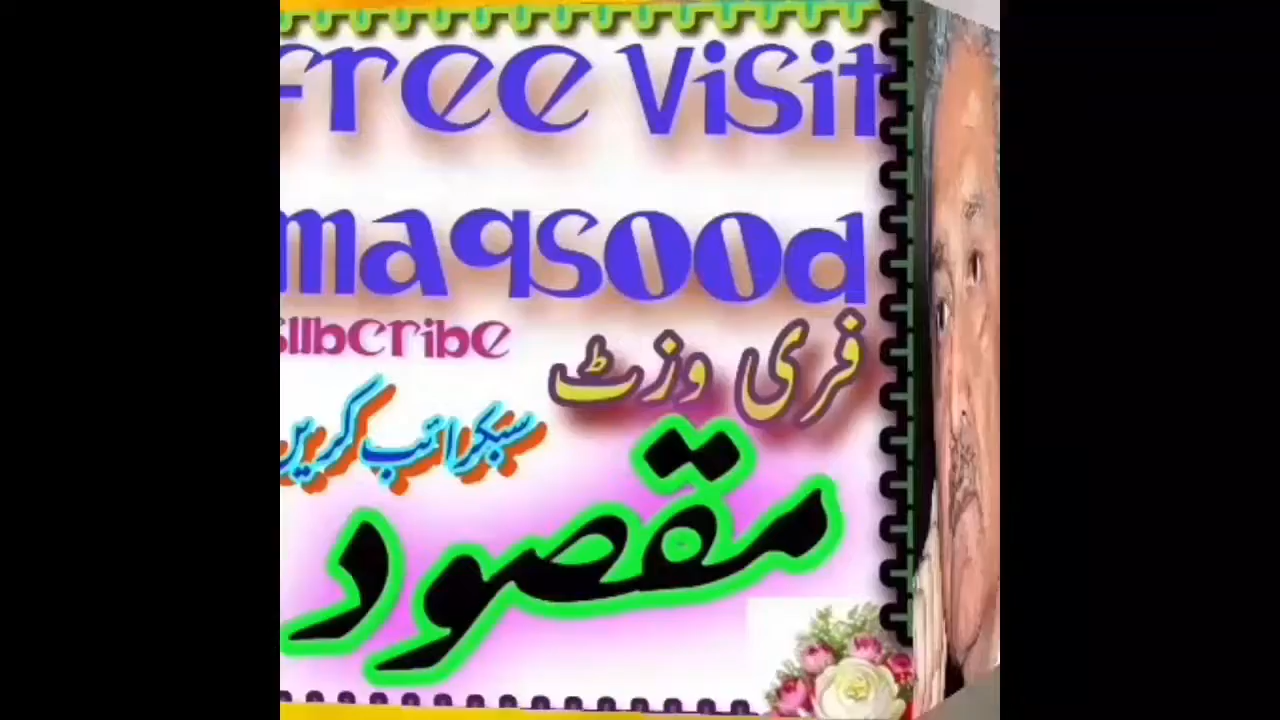 free visit
maqsood
subcribe
فری وزٹ
سبکرائب کریں
مقصود